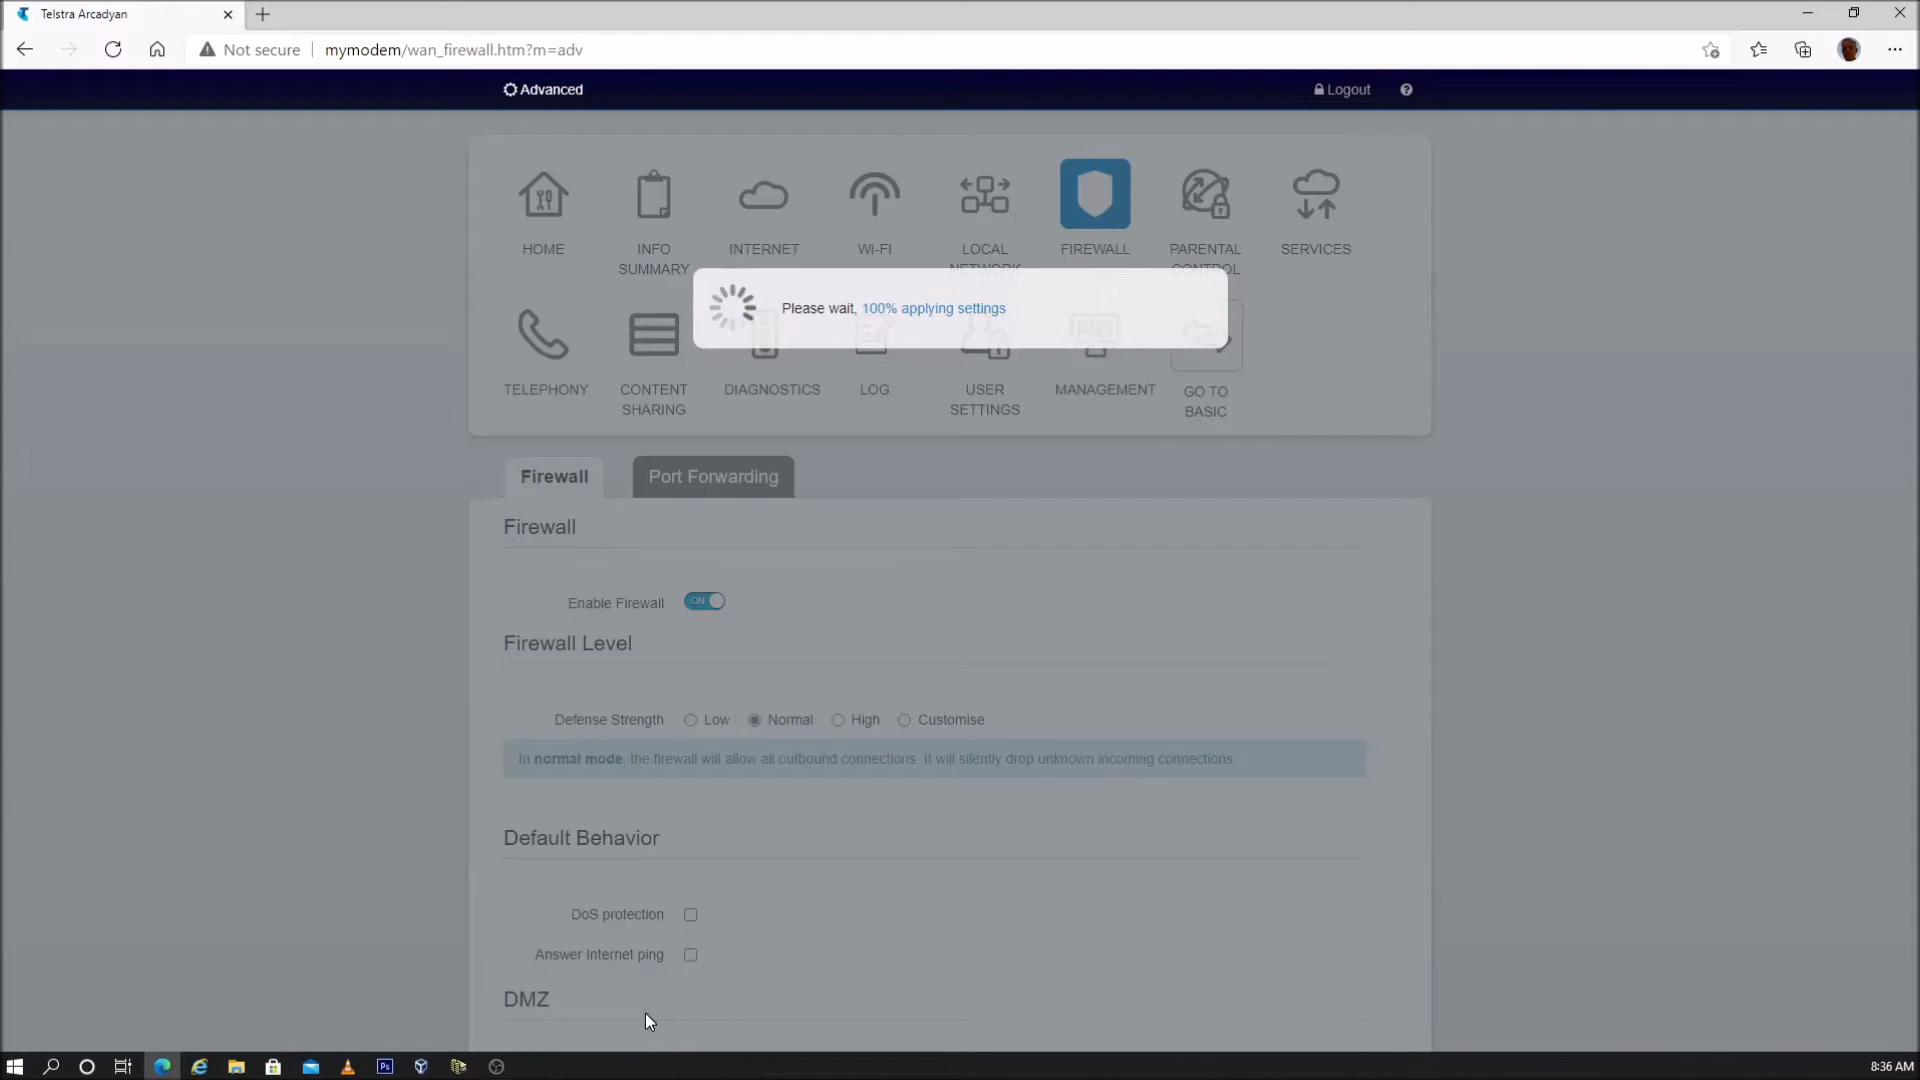 Telstra Arcadyan
Not secure mymodem/wan_firewall.htm?m=adv
Advanced Logout
HOME INFO SUMMARY INTERNET WI-FI LOCAL NETWORK FIREWALL PARENTAL CONTROL SERVICES
Please wait, 100% applying settings
TELEPHONY CONTENT SHARING DIAGNOSTICS LOG USER SETTINGS MANAGEMENT GO TO BASIC
Firewall Port Forwarding
Firewall
Enable Firewall ON
Firewall Level
Defense Strength Low Normal High Customise
In normal mode, the firewall will allow all outbound connections. It will silently drop unknown incoming connections.
Default Behavior
DoS protection
Answer Internet ping
DMZ
Ps
8:36 AM